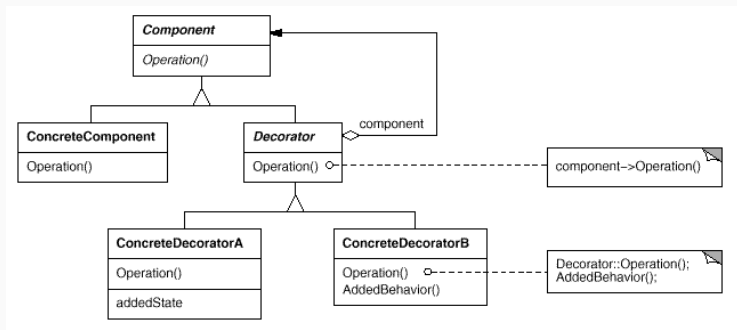 Component
Operation()
component
ConcreteComponent
Operation()
Decorator
Operation()
component->Operation()
ConcreteDecoratorA
Operation()
addedState
ConcreteDecoratorB
Operation()
AddedBehavior()
Decorator::Operation();
AddedBehavior();